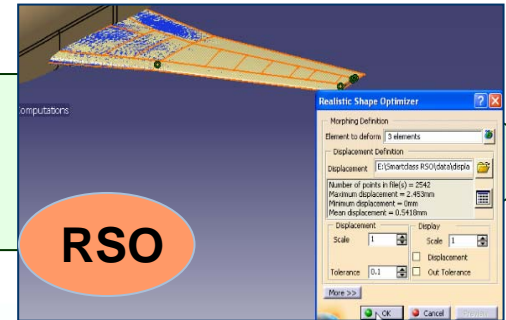 omputations
RSO
Realistic Shape Optimizer
Morphing Definition
Element to deform 3 elements
Displacement Definition
Displacement E:\Smartclass RSO\data\displa
Number of points in file(s) = 2542
Maximum displacement = 2.453mm
Minimum displacement = 0mm
Mean displacement = 0.5418mm
Displacement
Display
Scale 1
Scale 1
Displacement
Tolerance 0.1
Out Tolerance
More >>
OK
Cancel